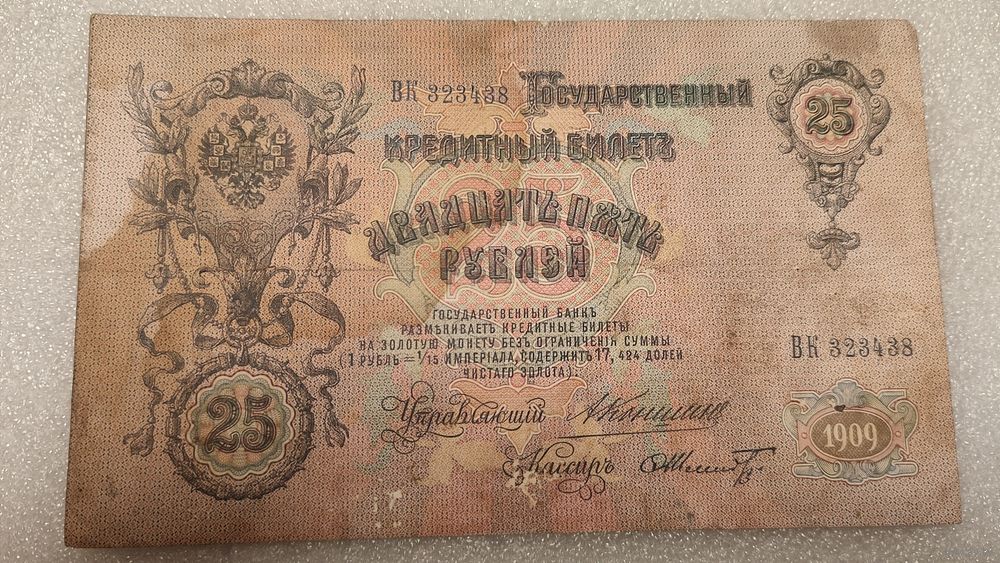 ВК 323438 Государственный
25
Кредитный Билетъ
Двадцать пять
рублей
Государственный Банкъ
размѣниваетъ кредитные билеты
на золотую монету безъ ограниченія суммы
(1 рубль = 1/15 имперіала, содержитъ 17, 424 долей
чистаго золота).
ВК 323438
25
Управляющій
Кассиръ
1909